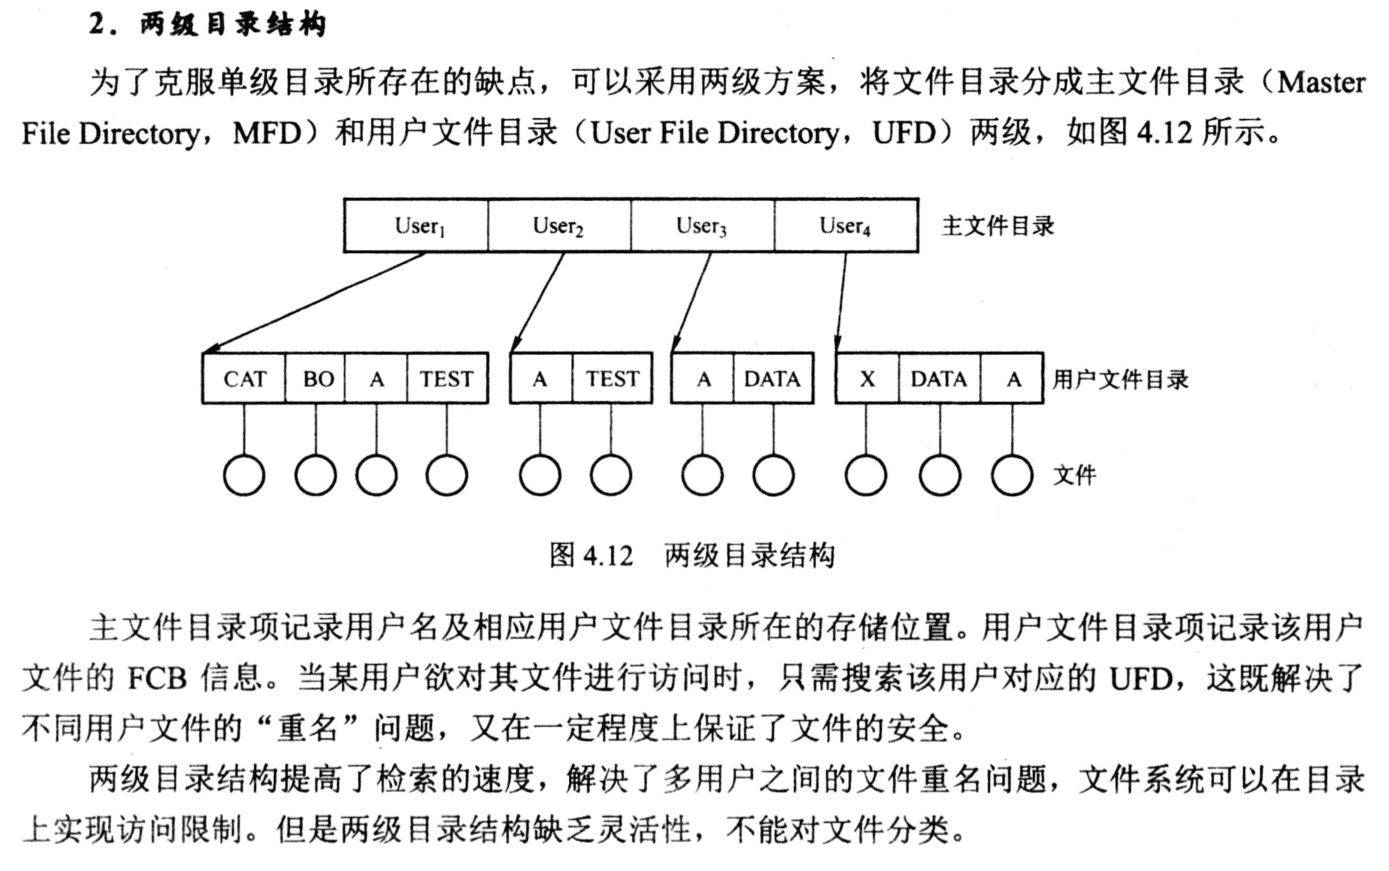 2. 两级目录结构
为了克服单级目录所存在的缺点，可以采用两级方案，将文件目录分成主文件目录（Master
File Directory，MFD）和用户文件目录（User File Directory，UFD）两级，如图 4.12 所示。
User₁ User₂ User₃ User₄ 主文件目录
CAT BO A TEST A TEST A DATA X DATA A 用户文件目录
文件
图 4.12 两级目录结构
主文件目录项记录用户名及相应用户文件目录所在的存储位置。用户文件目录项记录该用户
文件的 FCB 信息。当某用户欲对其文件进行访问时，只需搜索该用户对应的 UFD，这既解决了
不同用户文件的“重名”问题，又在一定程度上保证了文件的安全。
两级目录结构提高了检索的速度，解决了多用户之间的文件重名问题，文件系统可以在目录
上实现访问限制。但是两级目录结构缺乏灵活性，不能对文件分类。